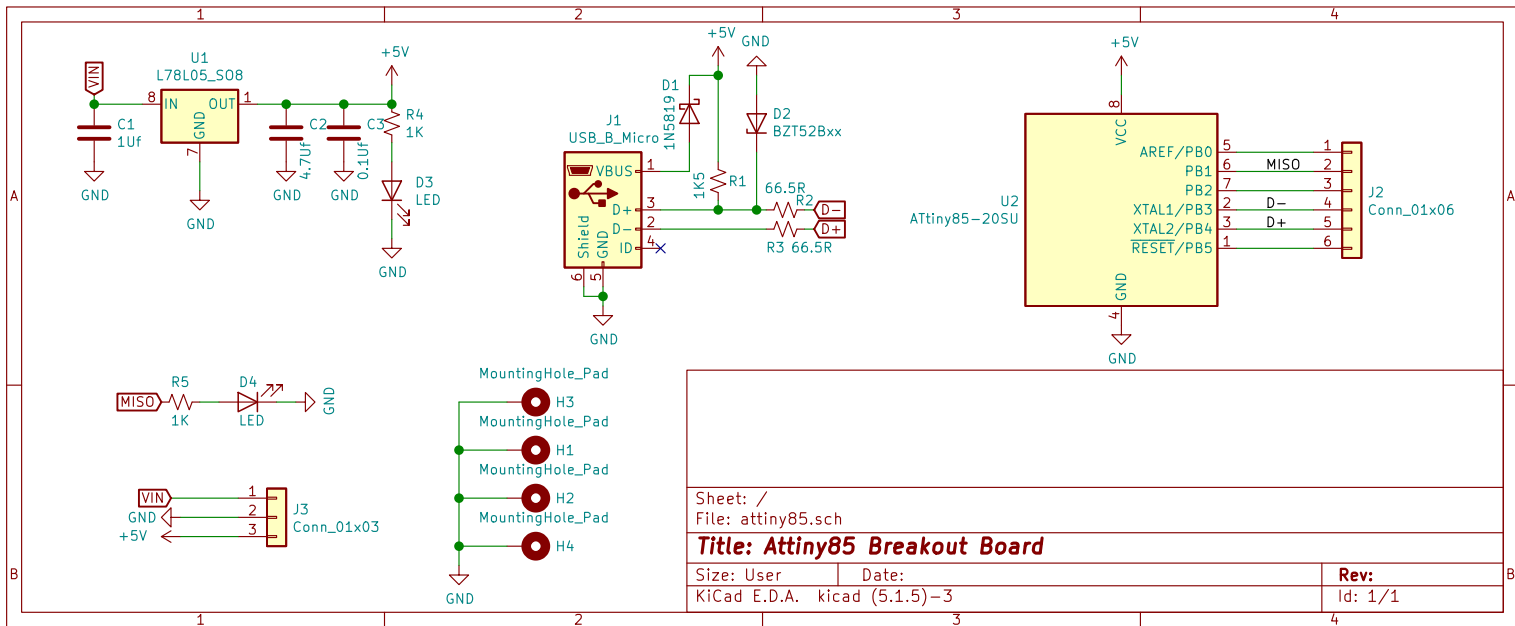 1 2 3 4
A
B
A
B
1 2 3 4
VIN
U1
L78L05_SO8
8 IN OUT 1
GND
7
GND
C1
1Uf
GND
C2
4.7Uf
GND
C3
0.1Uf
GND
+5V
R4
1K
D3
LED
GND
J1
USB_B_Micro
VBUS 1
D+ 3
D- 2
ID 4
Shield
GND
6 5
GND
D1
1N5819
+5V
GND
D2
BZT52Bxx
R1
1K5
66.5R
R2 D-
D+
R3 66.5R
+5V
8
VCC
U2
ATtiny85-20SU
AREF/PB0 5 1
PB1 6 MISO 2
PB2 7 3
XTAL1/PB3 2 D- 4
XTAL2/PB4 3 D+ 5
RESET/PB5 1 6
GND
4
GND
J2
Conn_01x06
MISO
R5
1K
D4
LED
GND
VIN 1
GND 2
+5V 3
J3
Conn_01x03
MountingHole_Pad
H3
MountingHole_Pad
H1
MountingHole_Pad
H2
MountingHole_Pad
H4
GND
Sheet: /
File: attiny85.sch
Title: Attiny85 Breakout Board
Size: User Date: Rev:
KiCad E.D.A. kicad (5.1.5)-3 Id: 1/1